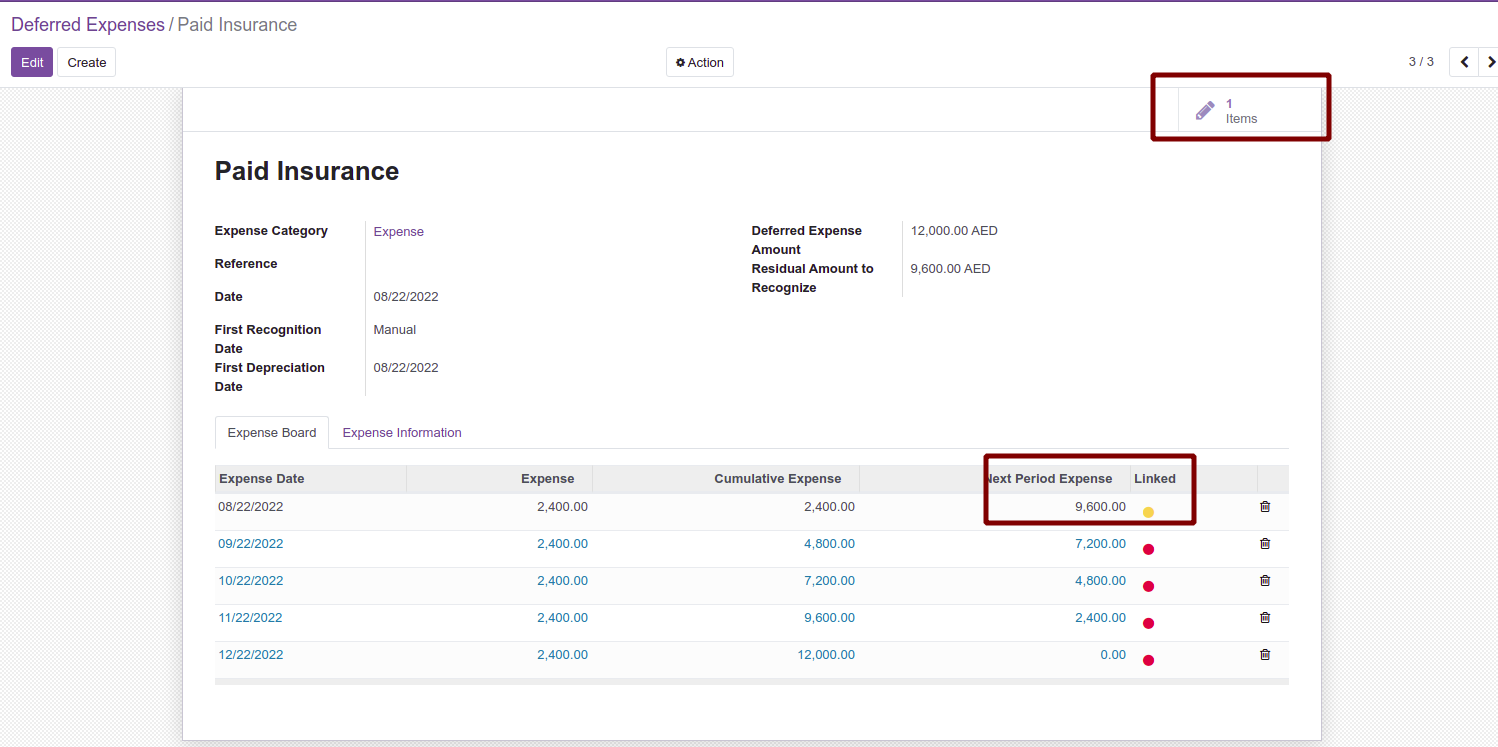 Deferred Expenses / Paid Insurance
Edit Create Action 3 / 3
1
Items
Paid Insurance
Expense Category Expense
Reference
Date 08/22/2022
First Recognition Date Manual
First Depreciation Date 08/22/2022
Deferred Expense Amount 12,000.00 AED
Residual Amount to Recognize 9,600.00 AED
Expense Board Expense Information
Expense Date Expense Cumulative Expense Next Period Expense Linked
08/22/2022 2,400.00 2,400.00 9,600.00
09/22/2022 2,400.00 4,800.00 7,200.00
10/22/2022 2,400.00 7,200.00 4,800.00
11/22/2022 2,400.00 9,600.00 2,400.00
12/22/2022 2,400.00 12,000.00 0.00